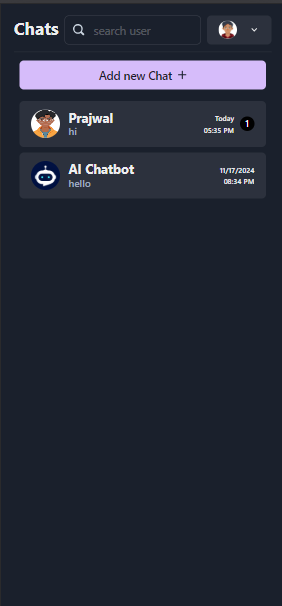 Chats
search user
Add new Chat +
Prajwal
Today
hi
05:35 PM
1
AI Chatbot
11/17/2024
hello
08:34 PM